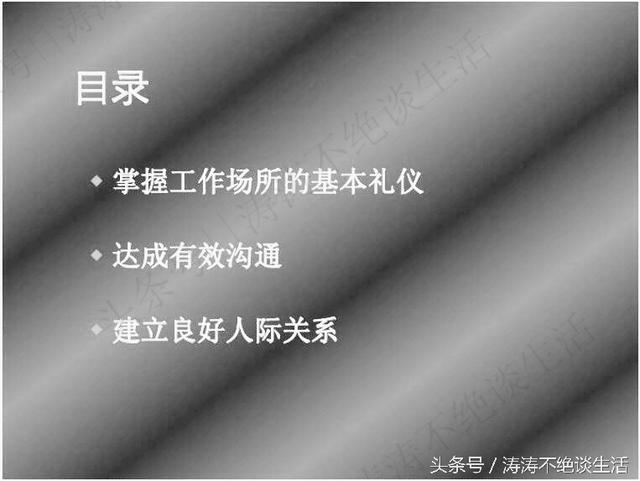 目录
掌握工作场所的基本礼仪
达成有效沟通
建立良好人际关系
头条号 / 涛涛不绝谈生活